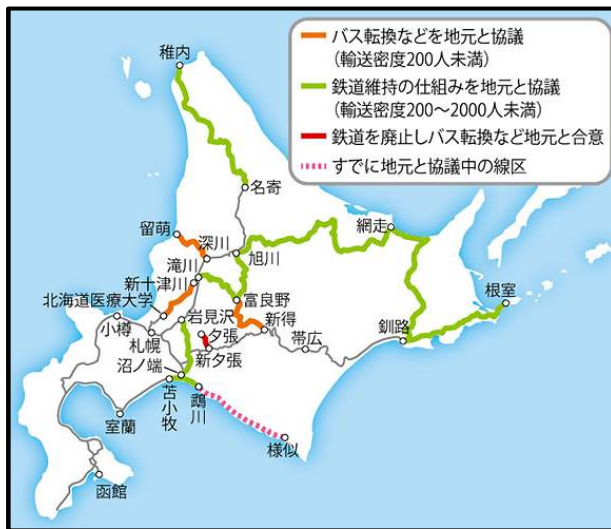 バス転換などを地元と協議
(輸送密度200人未満)
鉄道維持の仕組みを地元と協議
(輸送密度200～2000人未満)
鉄道を廃止しバス転換など地元と合意
すでに地元と協議中の線区
稚内
名寄
留萌
深川
旭川
網走
滝川
新十津川
北海道医療大学
富良野
根室
岩見沢
新得
小樽
夕張
札幌
帯広
釧路
新夕張
沼ノ端
苫小牧
鵡川
室蘭
様似
函館